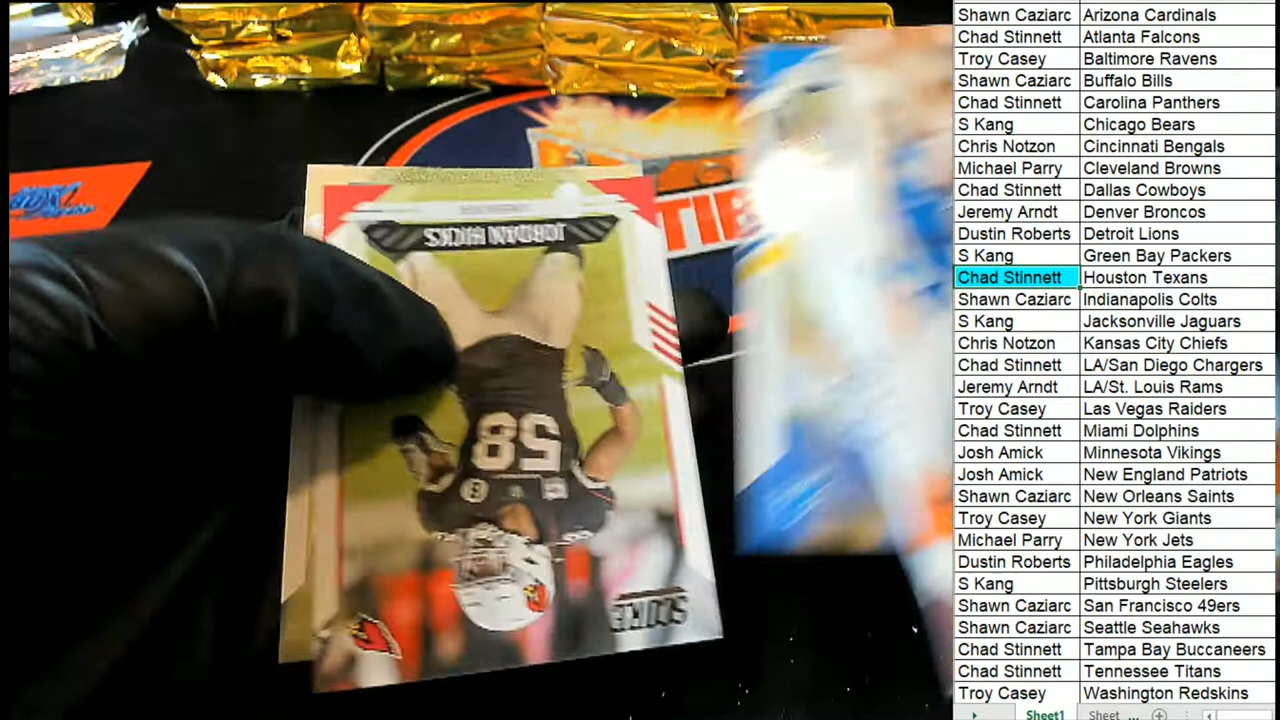 JORDAN HICKS
58
SCORE
TIE
Shawn Caziarc Arizona Cardinals
Chad Stinnett Atlanta Falcons
Troy Casey Baltimore Ravens
Shawn Caziarc Buffalo Bills
Chad Stinnett Carolina Panthers
S Kang Chicago Bears
Chris Notzon Cincinnati Bengals
Michael Parry Cleveland Browns
Chad Stinnett Dallas Cowboys
Jeremy Arndt Denver Broncos
Dustin Roberts Detroit Lions
S Kang Green Bay Packers
Chad Stinnett Houston Texans
Shawn Caziarc Indianapolis Colts
S Kang Jacksonville Jaguars
Chris Notzon Kansas City Chiefs
Chad Stinnett LA/San Diego Chargers
Jeremy Arndt LA/St. Louis Rams
Troy Casey Las Vegas Raiders
Chad Stinnett Miami Dolphins
Josh Amick Minnesota Vikings
Josh Amick New England Patriots
Shawn Caziarc New Orleans Saints
Troy Casey New York Giants
Michael Parry New York Jets
Dustin Roberts Philadelphia Eagles
S Kang Pittsburgh Steelers
Shawn Caziarc San Francisco 49ers
Shawn Caziarc Seattle Seahawks
Chad Stinnett Tampa Bay Buccaneers
Chad Stinnett Tennessee Titans
Troy Casey Washington Redskins
Sheet1 Sheet ...